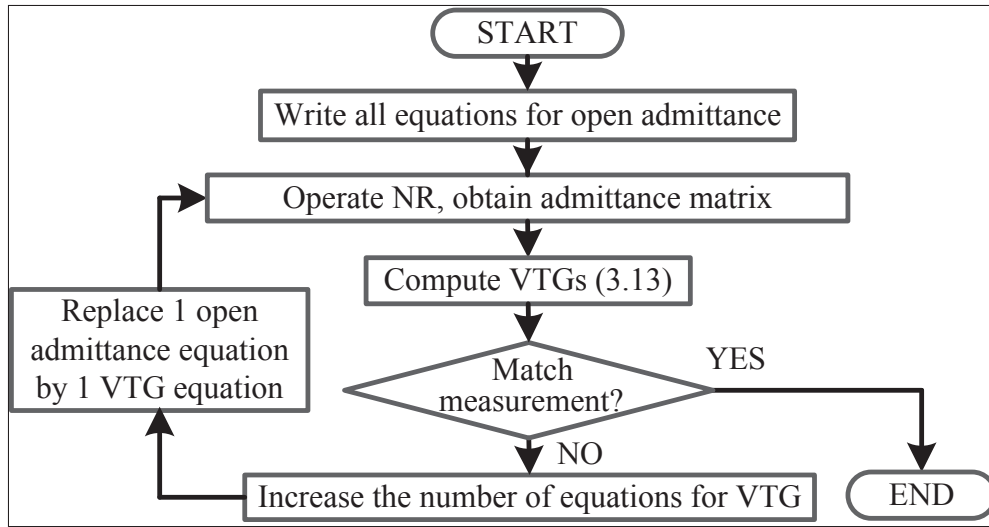 START
Write all equations for open admittance
Operate NR, obtain admittance matrix
Compute VTGs (3.13)
Replace 1 open
admittance equation
by 1 VTG equation
Match
measurement?
YES
NO
Increase the number of equations for VTG
END